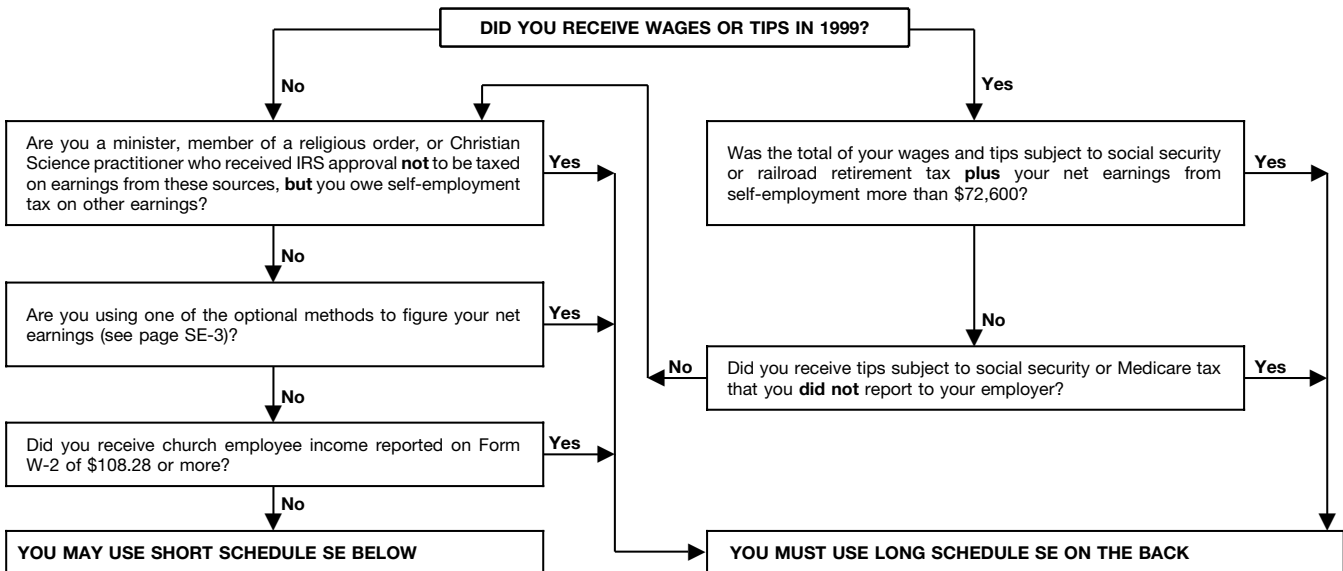 DID YOU RECEIVE WAGES OR TIPS IN 1999?
No
Yes
Are you a minister, member of a religious order, or Christian
Science practitioner who received IRS approval not to be taxed
on earnings from these sources, but you owe self-employment
tax on other earnings?
Yes
Was the total of your wages and tips subject to social security
or railroad retirement tax plus your net earnings from
self-employment more than $72,600?
Yes
No
Are you using one of the optional methods to figure your net
earnings (see page SE-3)?
Yes
No
No
Did you receive tips subject to social security or Medicare tax
that you did not report to your employer?
Yes
No
Did you receive church employee income reported on Form
W-2 of $108.28 or more?
Yes
No
YOU MAY USE SHORT SCHEDULE SE BELOW
YOU MUST USE LONG SCHEDULE SE ON THE BACK